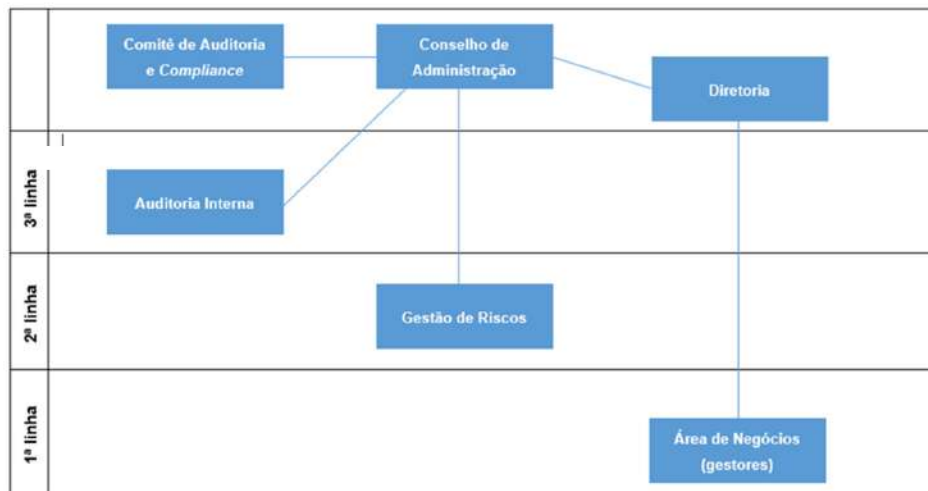 Comitê de Auditoria
e Compliance
Conselho de
Administração
Diretoria
3ª linha
Auditoria Interna
2ª linha
Gestão de Riscos
1ª linha
Área de Negócios
(gestores)